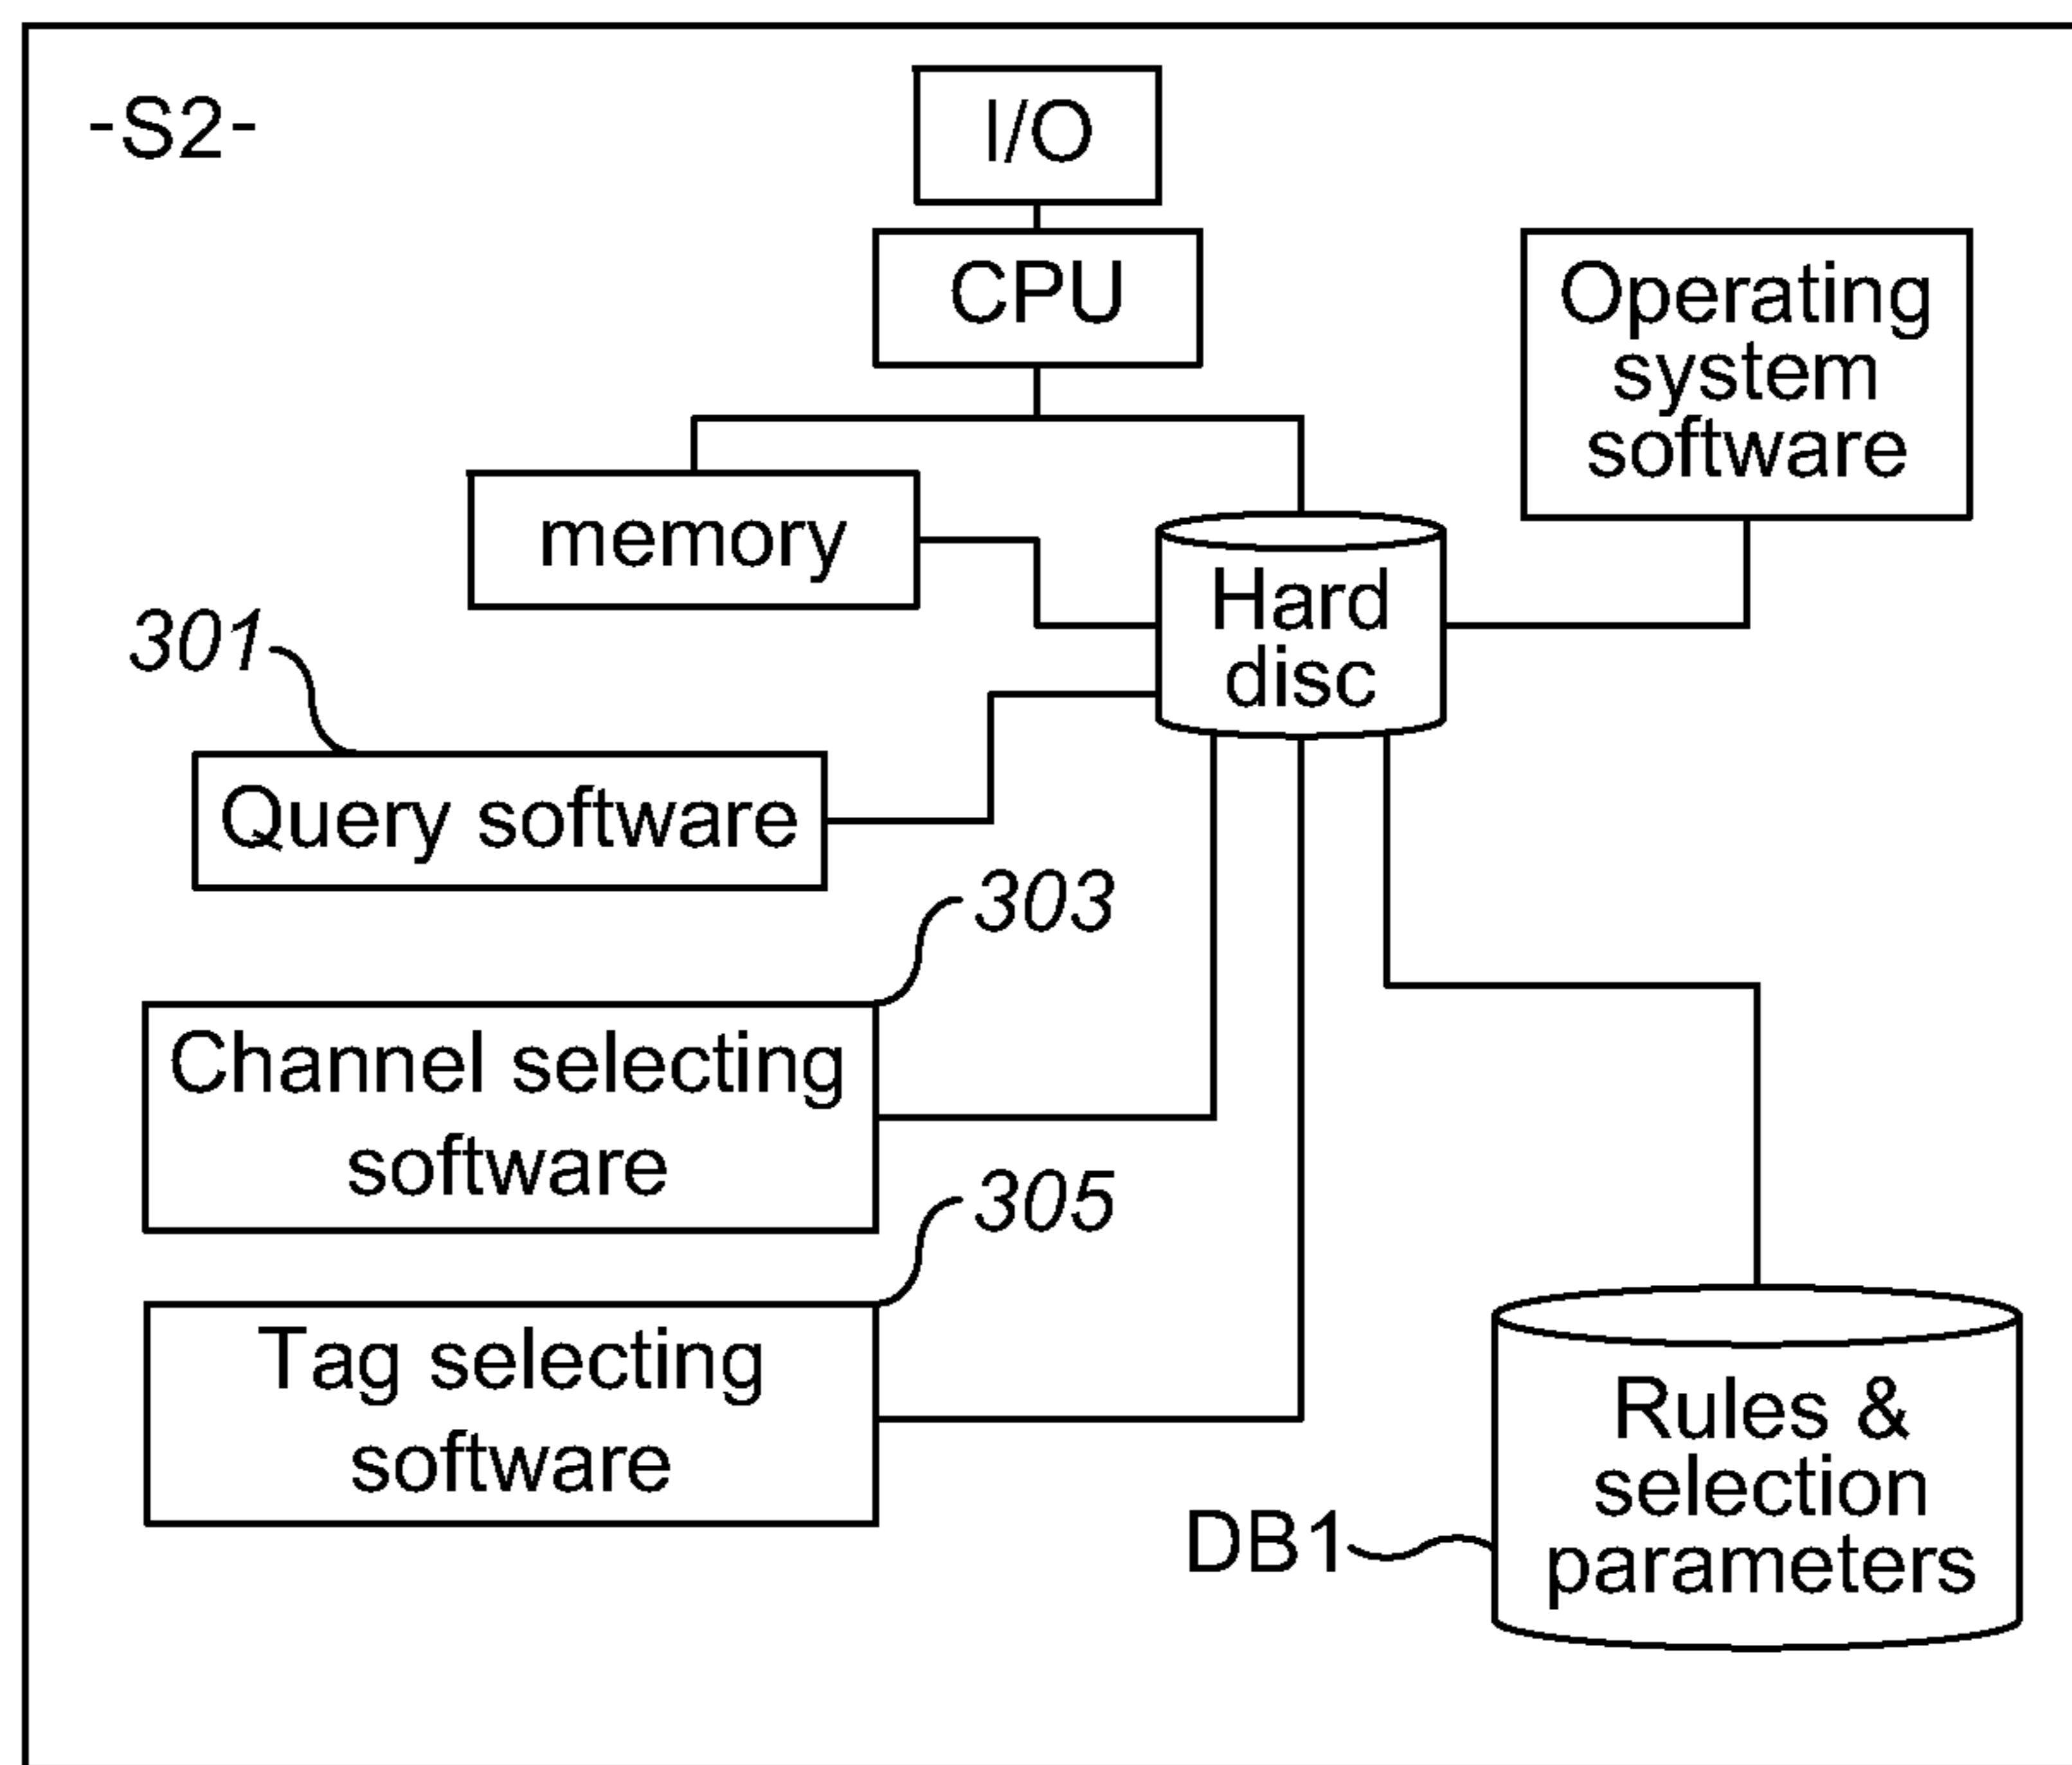 -S2-
I/O
CPU
Operating
system
software
memory
Hard
disc
301
Query software
303
Channel selecting
software
305
Tag selecting
software
Rules &
selection
parameters
DB1